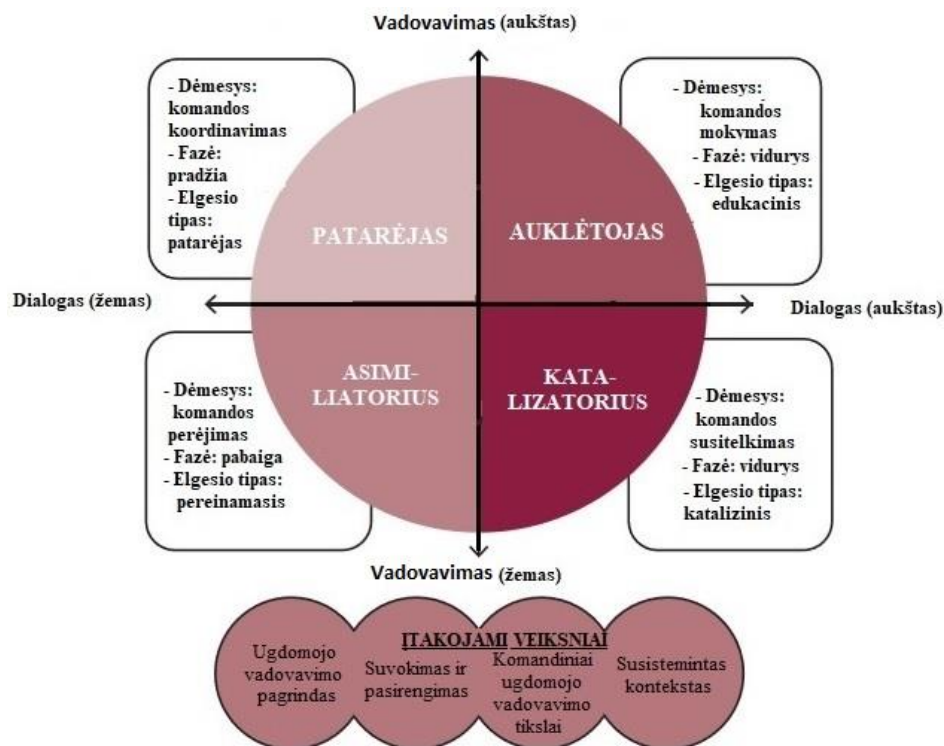 Vadovavimas (aukštas)
- Dėmesys:
komandos
koordinavimas
- Fazė:
pradžia
- Elgesio
tipas:
patarėjas
- Dėmesys:
komandos
mokymas
- Fazė: vidurys
- Elgesio tipas:
edukacinis
PATARĖJAS
AUKLĖTOJAS
Dialogas (žemas)
Dialogas (aukštas)
- Dėmesys:
komandos
perėjimas
- Fazė: pabaiga
- Elgesio tipas:
pereinamasis
ASIMI-
LIATORIUS
KATA-
LIZATORIUS
- Dėmesys:
komandos
susitelkimas
- Fazė: vidurys
- Elgesio tipas:
katalizinis
Vadovavimas (žemas)
ĮTAKOJAMI VEIKSNIAI
Ugdomojo
vadovavimo
pagrindas
Suvokimas ir
pasirengimas
Komandiniai
ugdomojo
vadovavimo
tikslai
Susistemintas
kontekstas